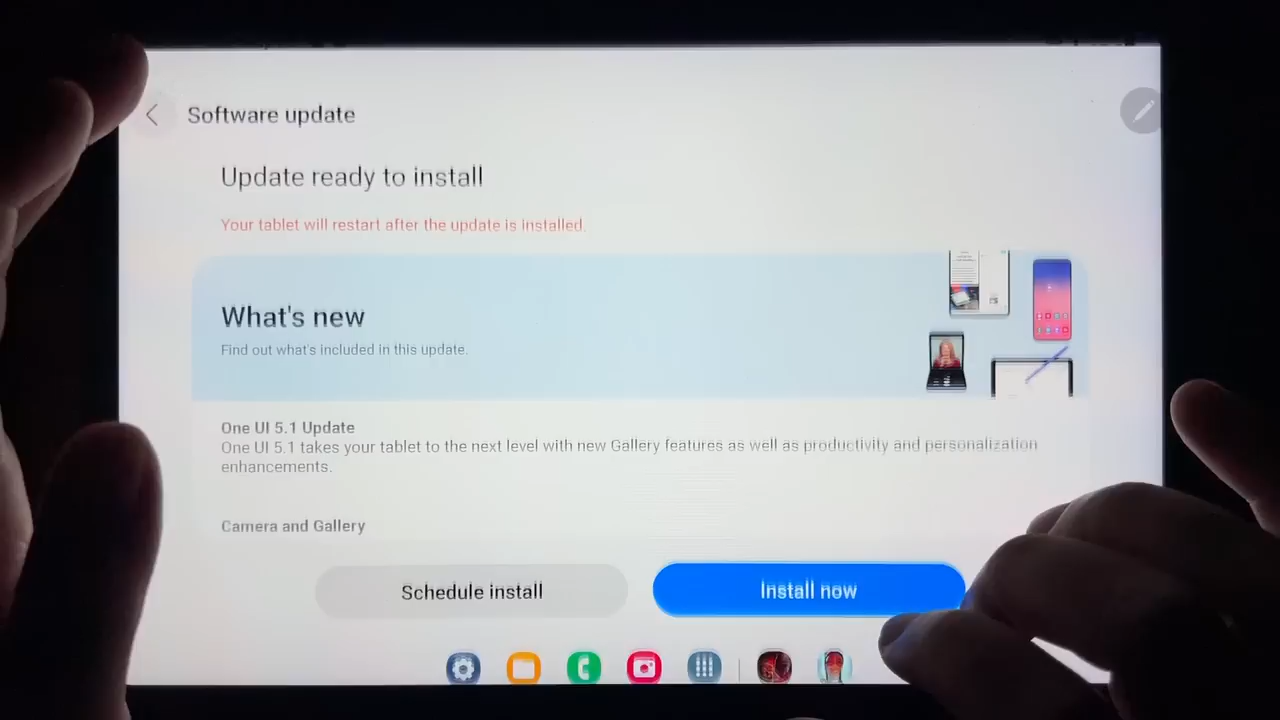 Software update
Update ready to install
Your tablet will restart after the update is installed.
What's new
Find out what's included in this update.
One UI 5.1 Update
One UI 5.1 takes your tablet to the next level with new Gallery features as well as productivity and personalization
enhancements.
Camera and Gallery
Schedule install
Install now